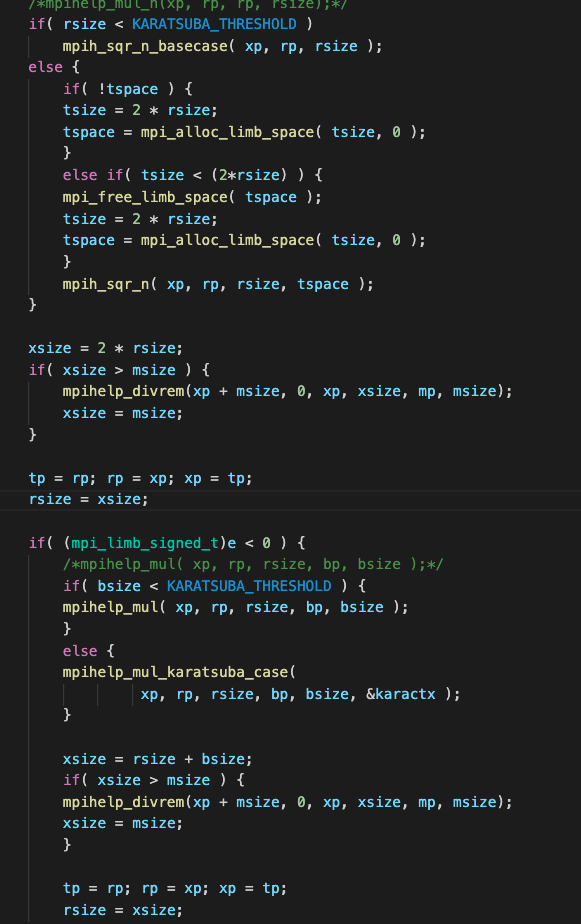 /*mpihelp_mul_n(xp, rp, rp, rsize);*/
if( rsize < KARATSUBA_THRESHOLD )
mpih_sqr_n_basecase( xp, rp, rsize );
else {
if( !tspace ) {
tsize = 2 * rsize;
tspace = mpi_alloc_limb_space( tsize, 0 );
}
else if( tsize < (2*rsize) ) {
mpi_free_limb_space( tspace );
tsize = 2 * rsize;
tspace = mpi_alloc_limb_space( tsize, 0 );
}
mpih_sqr_n( xp, rp, rsize, tspace );
}
xsize = 2 * rsize;
if( xsize > msize ) {
mpihelp_divrem(xp + msize, 0, xp, xsize, mp, msize);
xsize = msize;
}
tp = rp; rp = xp; xp = tp;
rsize = xsize;
if( (mpi_limb_signed_t)e < 0 ) {
/*mpihelp_mul( xp, rp, rsize, bp, bsize );*/
if( bsize < KARATSUBA_THRESHOLD ) {
mpihelp_mul( xp, rp, rsize, bp, bsize );
}
else {
mpihelp_mul_karatsuba_case(
xp, rp, rsize, bp, bsize, &karactx );
}
xsize = rsize + bsize;
if( xsize > msize ) {
mpihelp_divrem(xp + msize, 0, xp, xsize, mp, msize);
xsize = msize;
}
tp = rp; rp = xp; xp = tp;
rsize = xsize;